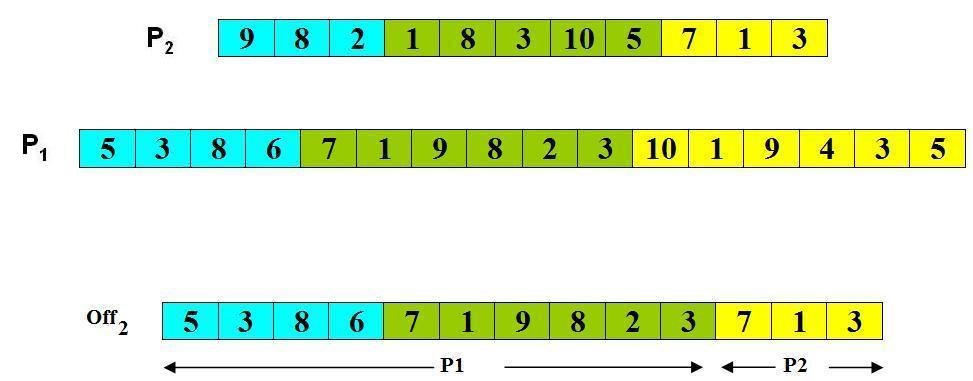 P2 9 8 2 1 8 3 10 5 7 1 3
P1 5 3 8 6 7 1 9 8 2 3 10 1 9 4 3 5
Off2 5 3 8 6 7 1 9 8 2 3 7 1 3
P1 P2